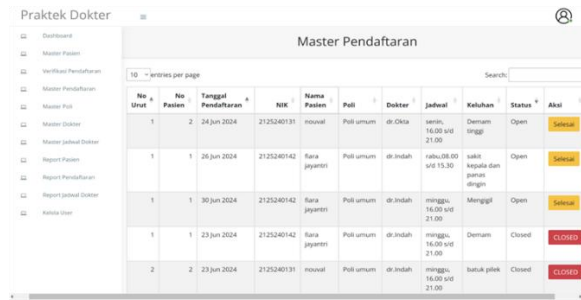 Praktek Dokter
Dashboard
Master Pasien
Verifikasi Pendaftaran
Master Pendaftaran
Master Poli
Master Dokter
Master Jadwal Dokter
Report Pasien
Report Pendaftaran
Report Jadwal Dokter
Kelola User
Master Pendaftaran
10 entries per page
Search:
No Urut No Pasien Tanggal Pendaftaran NIK Nama Pasien Poli Dokter Jadwal Keluhan Status Aksi
1 2 24 Jun 2024 2125240131 nouval Poli umum dr.Okta senin, 16.00 s/d 21.00 Demam tinggi Open Selesai
1 1 26 Jun 2024 2125240142 fiara jayantri Poli umum dr.Indah rabu,08.00 s/d 15.30 sakit kepala dan panas dingin Open Selesai
1 1 30 Jun 2024 2125240142 fiara jayantri Poli umum dr.Indah minggu, 16.00 s/d 21.00 Mengigil Open Selesai
1 1 23 Jun 2024 2125240142 fiara jayantri Poli umum dr.Indah minggu, 16.00 s/d 21.00 Demam Closed CLOSED
2 2 23 Jun 2024 2125240131 nouval Poli umum dr.Indah minggu, 16.00 s/d 21.00 batuk pilek Closed CLOSED